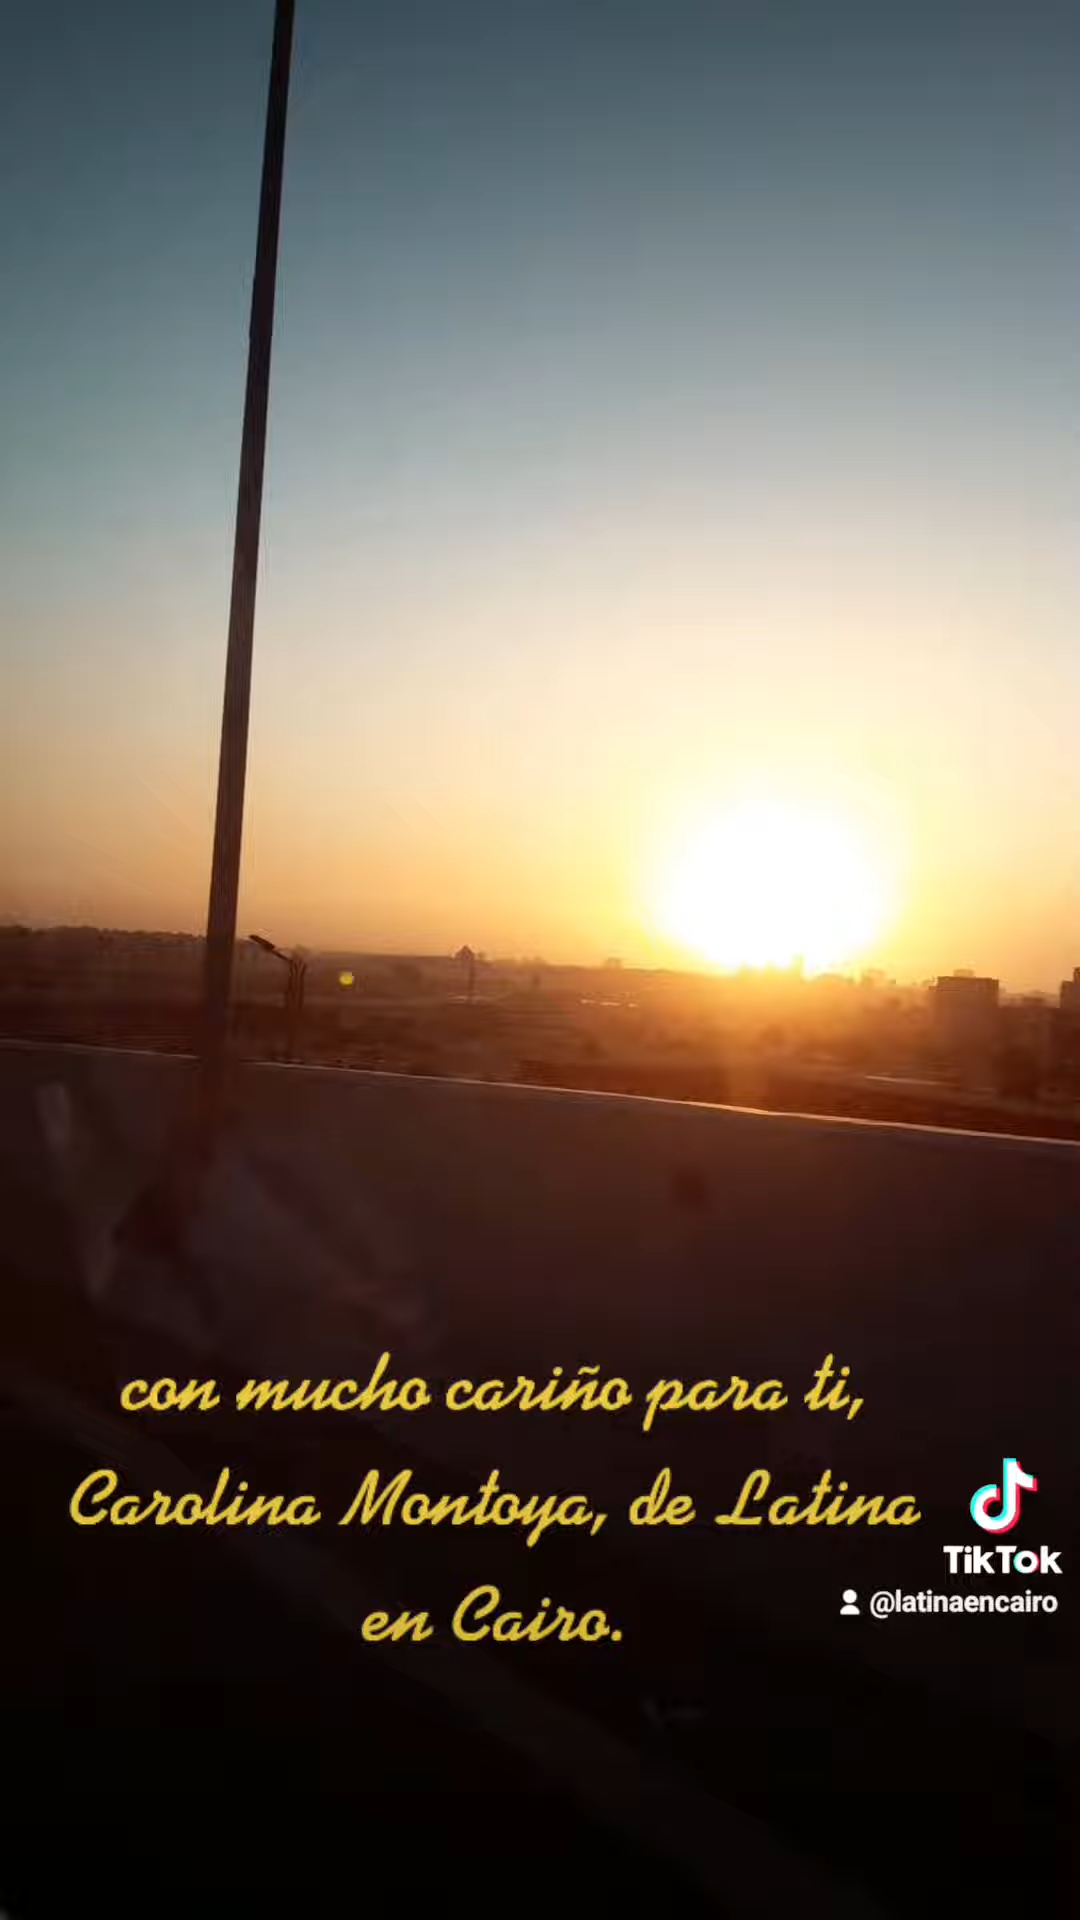 con mucho cariño para ti,
Carolina Montoya, de Latina
en Cairo.
TikTok
@latinaencairo